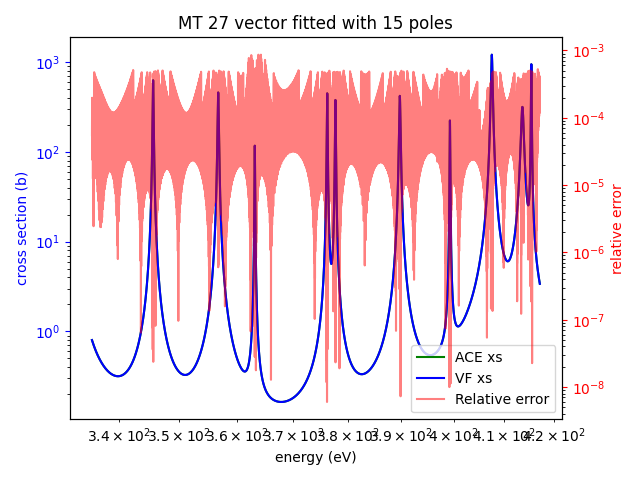 MT 27 vector fitted with 15 poles
10³
10²
10¹
10⁰
cross section (b)
10⁻³
10⁻⁴
10⁻⁵
10⁻⁶
10⁻⁷
10⁻⁸
relative error
ACE xs
VF xs
Relative error
3.4 × 10² 3.5 × 10² 3.6 × 10² 3.7 × 10² 3.8 × 10² 3.9 × 10² 4 × 10² 4.1 × 10² 4.2 × 10²
energy (eV)